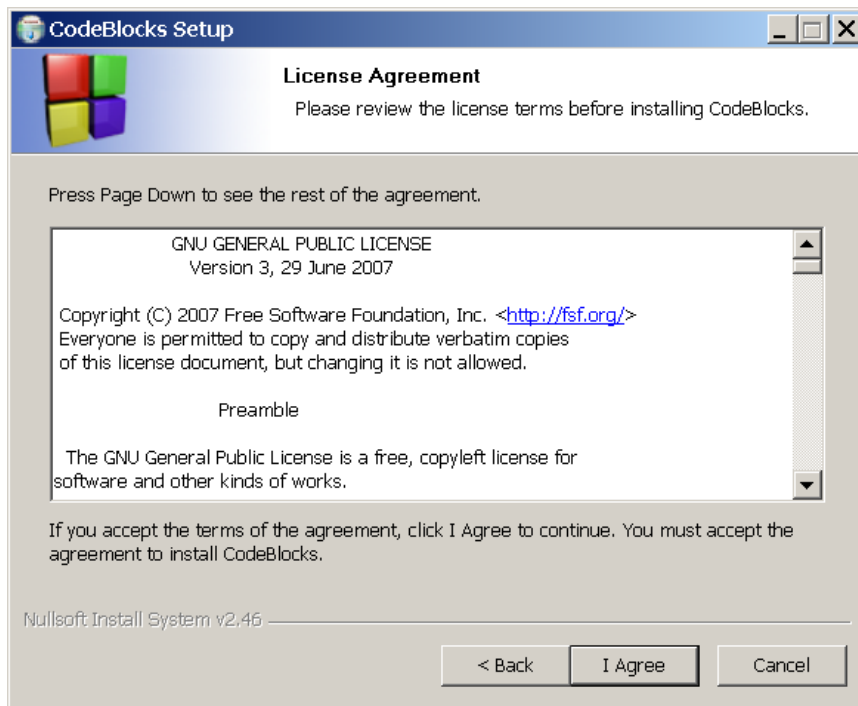 CodeBlocks Setup
License Agreement
Please review the license terms before installing CodeBlocks.
Press Page Down to see the rest of the agreement.
GNU GENERAL PUBLIC LICENSE
Version 3, 29 June 2007
Copyright (C) 2007 Free Software Foundation, Inc. <http://fsf.org/>
Everyone is permitted to copy and distribute verbatim copies
of this license document, but changing it is not allowed.
Preamble
The GNU General Public License is a free, copyleft license for
software and other kinds of works.
If you accept the terms of the agreement, click I Agree to continue. You must accept the
agreement to install CodeBlocks.
Nullsoft Install System v2.46
< Back
I Agree
Cancel